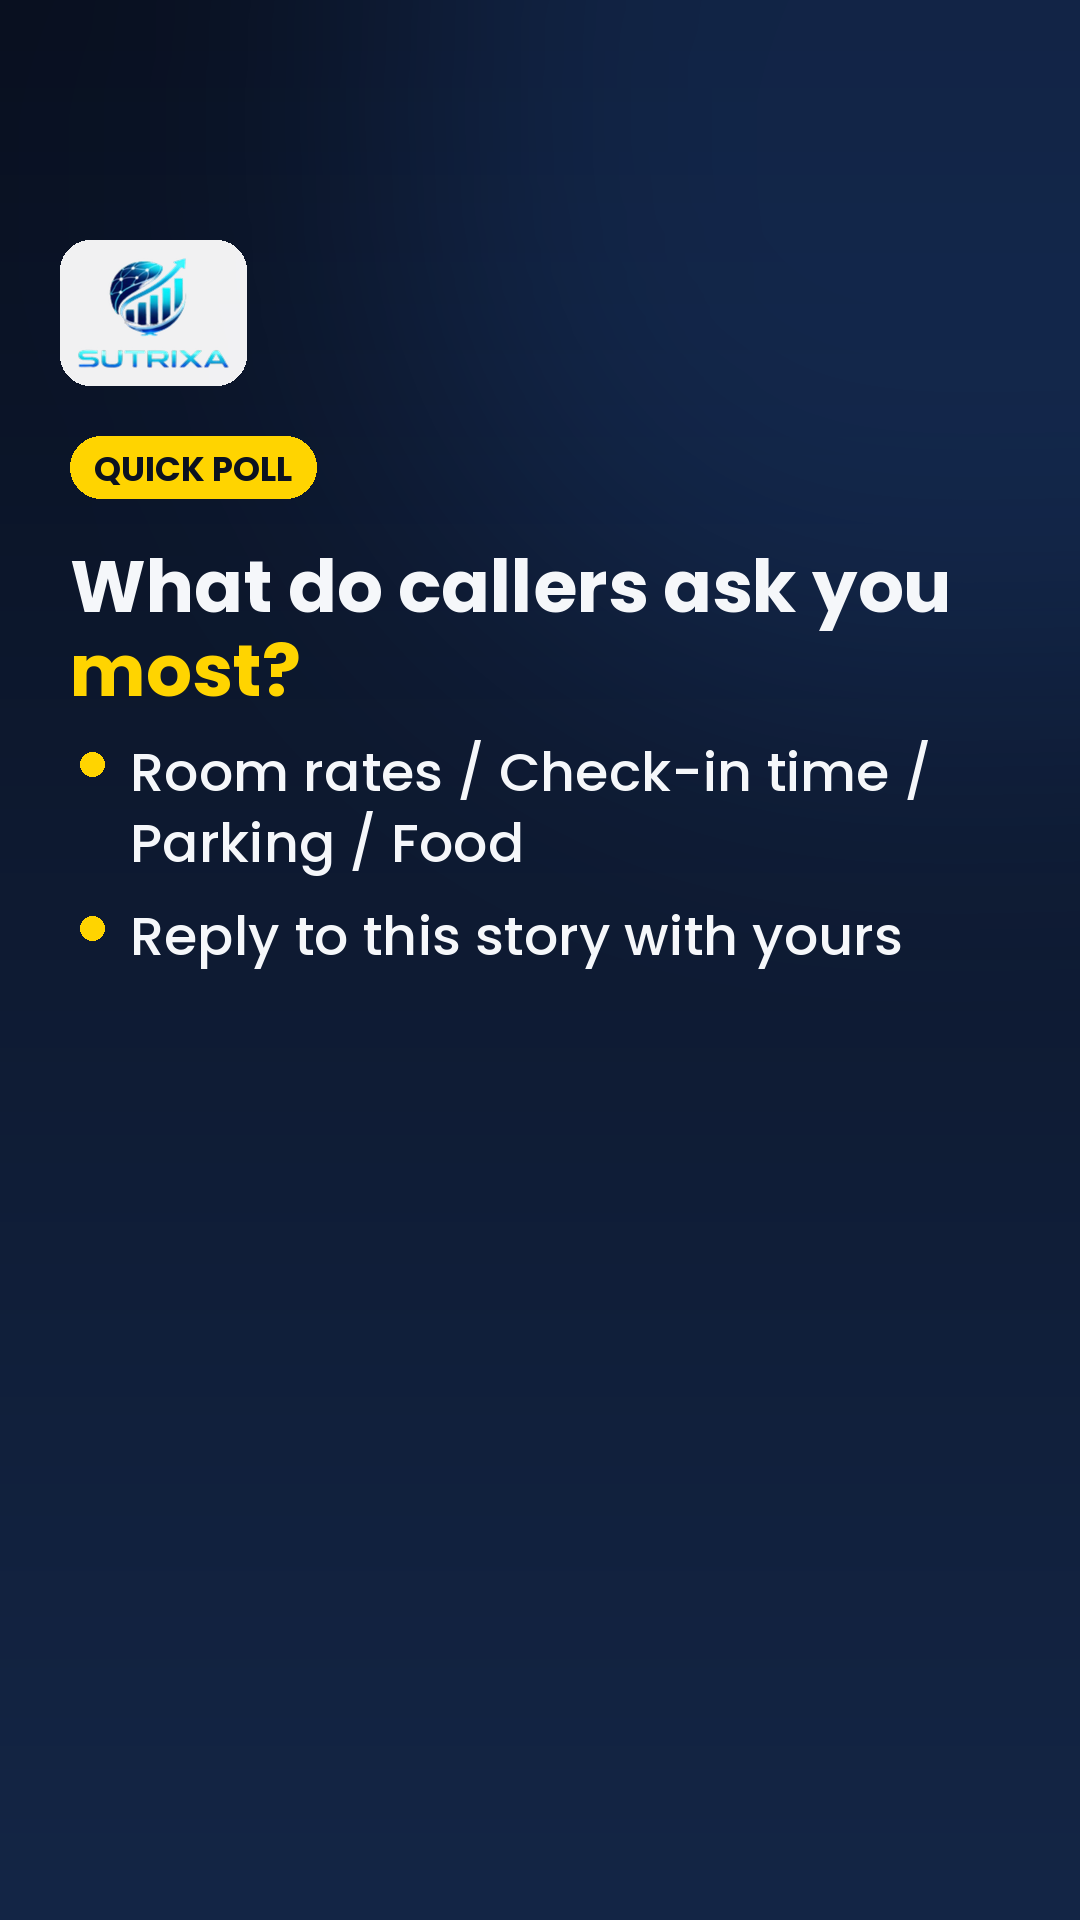 SUTRIXA
QUICK POLL
What do callers ask you
most?
Room rates / Check-in time /
Parking / Food
Reply to this story with yours